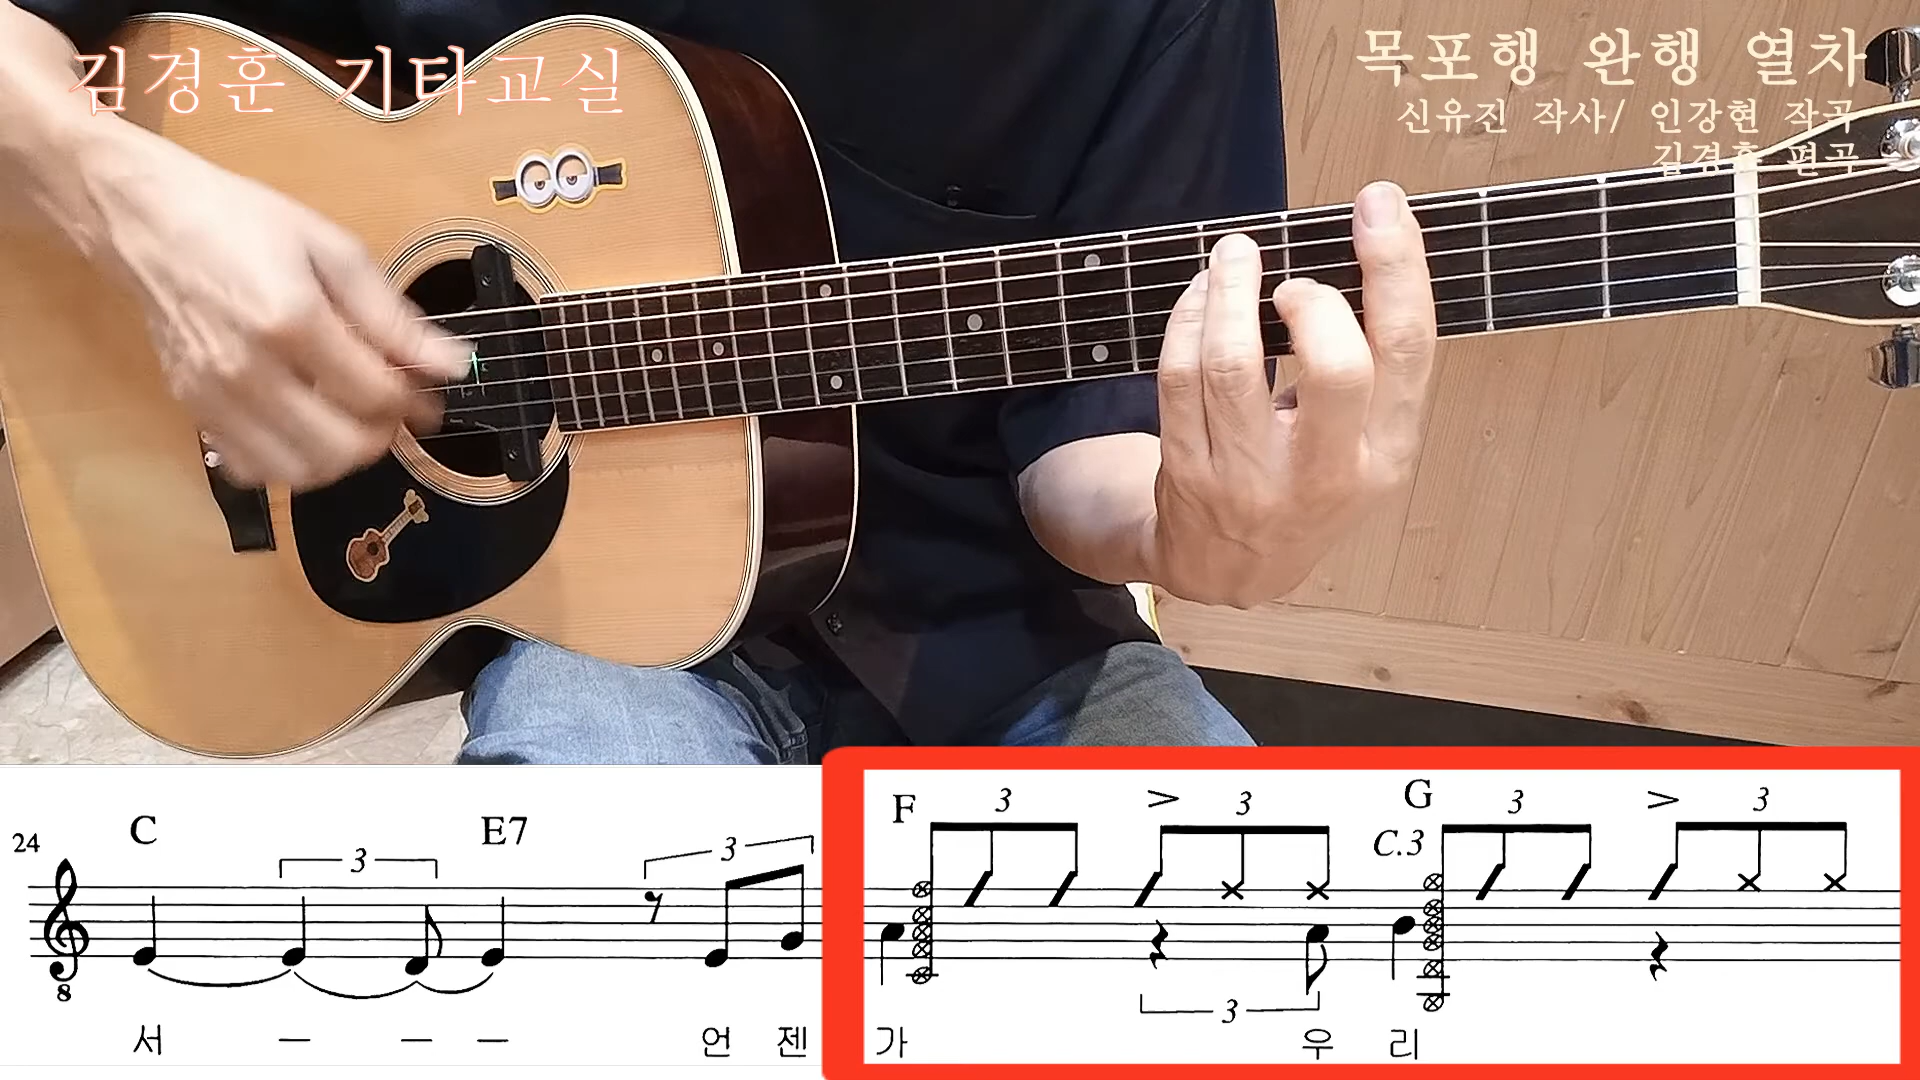 김경훈 기타교실
목포행 완행 열차
신유진 작사/ 인강현 작곡
김경훈 편곡
24 C 3 E7 3 F 3 > 3 G C.3 3 > 3
8
3
서 – – – 언 젠 가 우 리